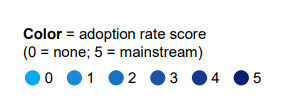 Color = adoption rate score
(0 = none; 5 = mainstream)
0 1 2 3 4 5